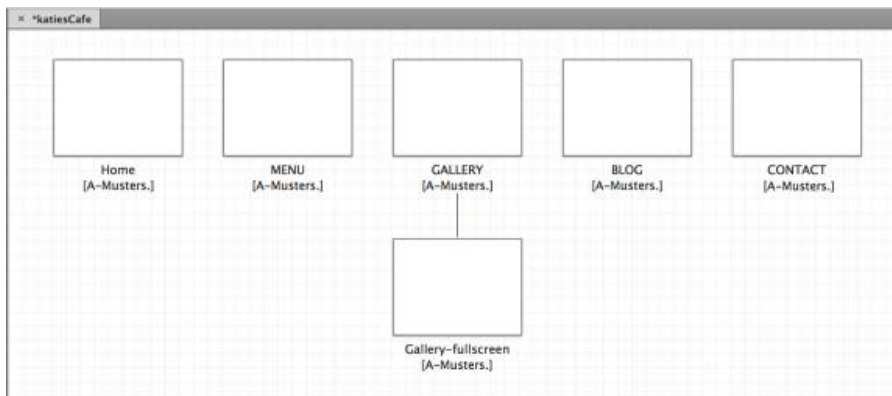 × *katiesCafe
Home
[A-Musters.]
MENU
[A-Musters.]
GALLERY
[A-Musters.]
BLOG
[A-Musters.]
CONTACT
[A-Musters.]
Gallery-fullscreen
[A-Musters.]